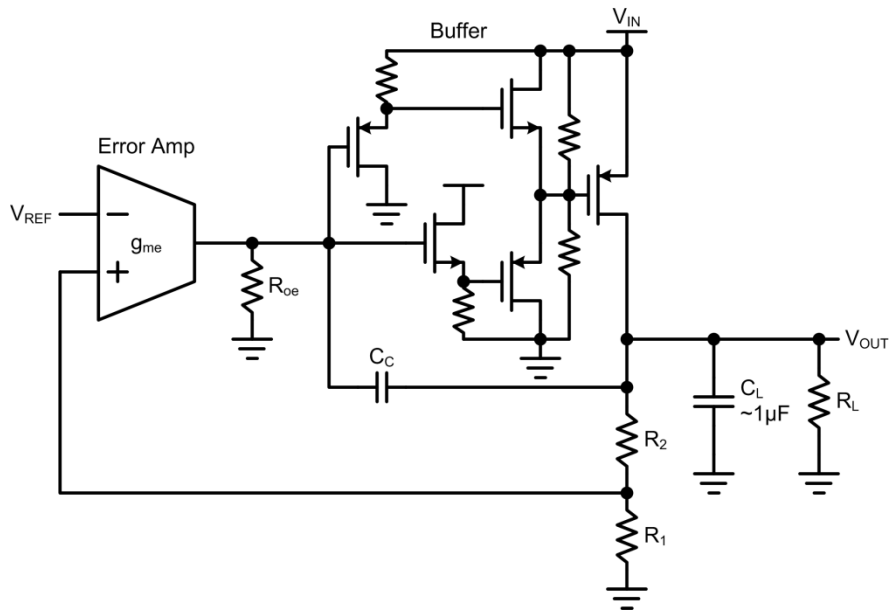 V_IN
Buffer
Error Amp
V_REF
−
g_me
+
R_oe
C_C
V_OUT
C_L
~1µF
R_L
R_2
R_1